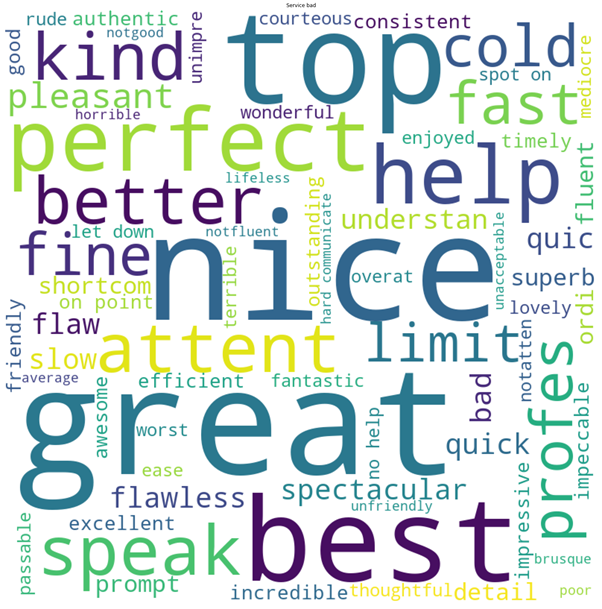 Service bad
rude
authentic
courteous
consistent
good
notgood
kind
unimpre
top
cold
spot on
mediocre
pleasant
horrible
wonderful
fast
perfect
enjoyed
timely
help
fluent
better
lifeless
let down
notfluent
nice
outstanding
hard communicate
understan
unacceptable
quic
fine
shortcom
on point
terrible
overat
superb
lovely
ordi
friendly
flaw
slow
attent
limit
notatten
average
great
awesome
efficient
fantastic
bad
profes
worst
no help
quick
impeccable
ease
flawless
spectacular
impressive
excellent
unfriendly
best
passable
speak
prompt
incredible
thoughtful
detail
brusque
poor